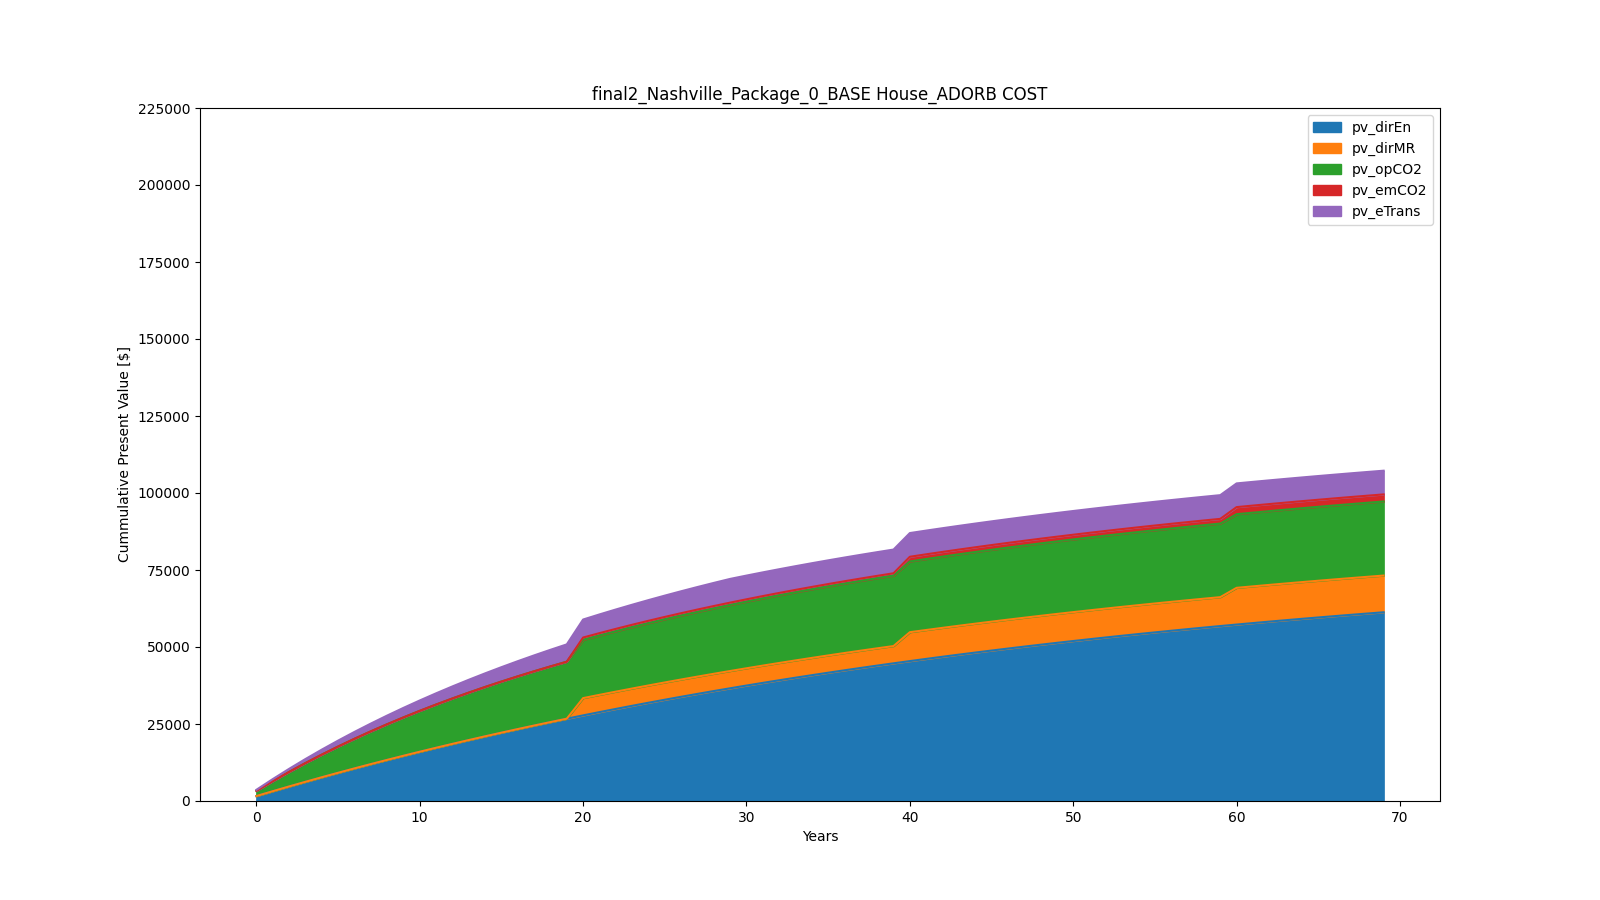 final2_Nashville_Package_0_BASE House_ADORB COST
225000
200000
175000
150000
125000
100000
75000
50000
25000
0
Cummulative Present Value [$]
pv_dirEn
pv_dirMR
pv_opCO2
pv_emCO2
pv_eTrans
0 10 20 30 40 50 60 70
Years